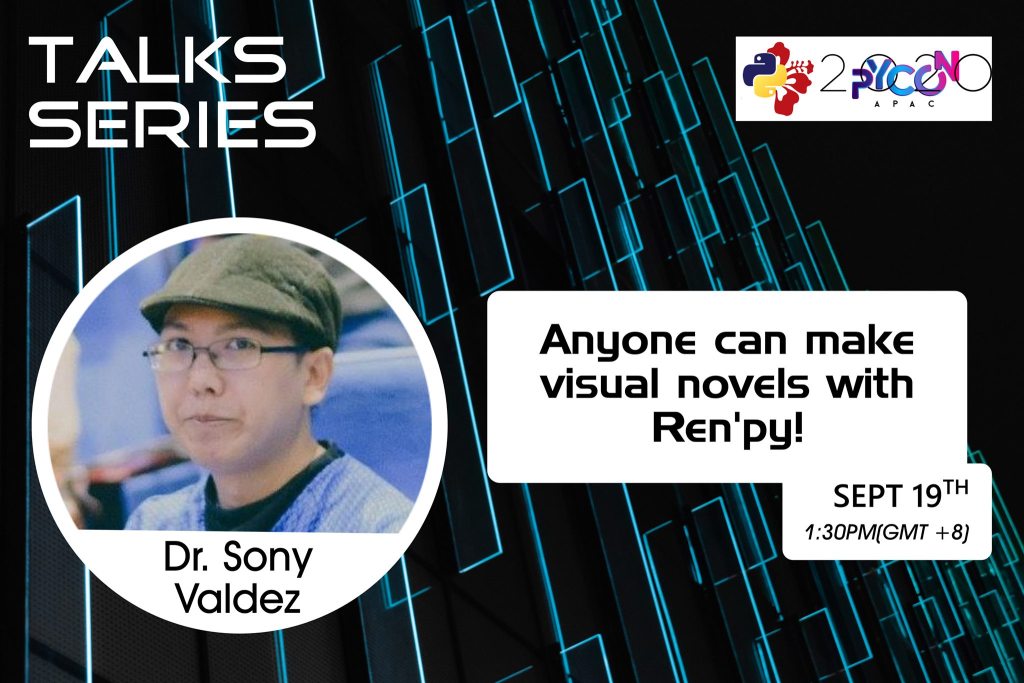 TALKS
SERIES
2020
PYCON
APAC
Anyone can make
visual novels with
Ren'py!
SEPT 19TH
1:30PM(GMT +8)
Dr. Sony
Valdez